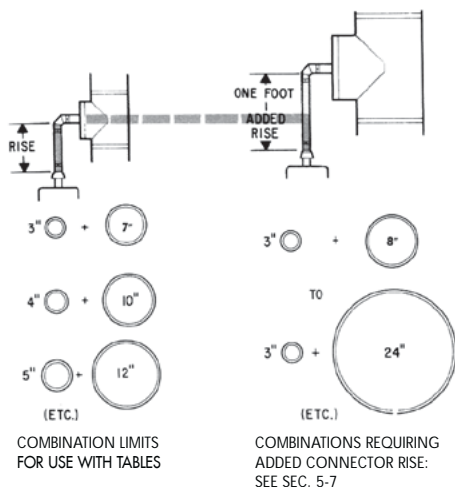 RISE
ONE FOOT
ADDED
RISE
3" + 7"
4" + 10"
5" + 12"
(ETC.)
COMBINATION LIMITS
FOR USE WITH TABLES
3" + 8"
TO
3" + 24"
(ETC.)
COMBINATIONS REQUIRING
ADDED CONNECTOR RISE:
SEE SEC. 5-7